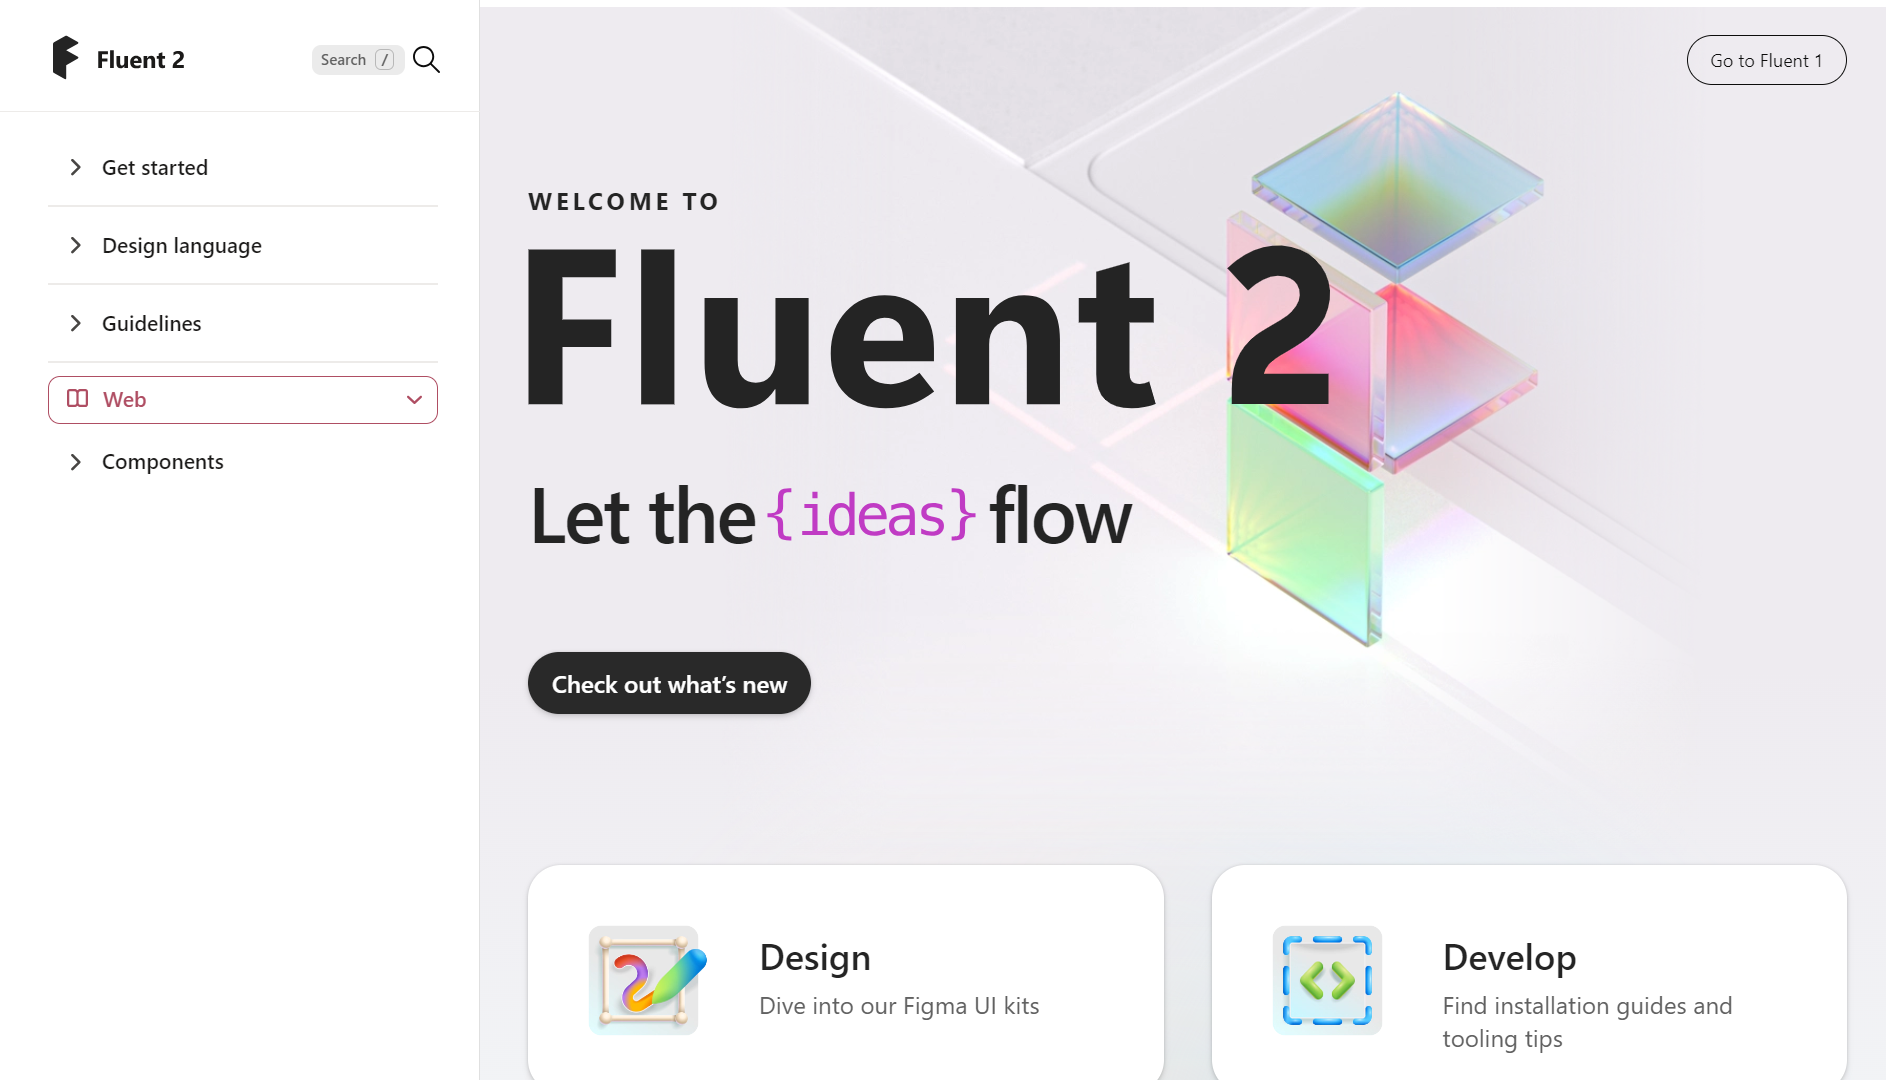 Fluent 2
Search /
Get started
Design language
Guidelines
Web
Components
Go to Fluent 1
WELCOME TO
Fluent 2
Let the {ideas} flow
Check out what’s new
Design
Dive into our Figma UI kits
Develop
Find installation guides and
tooling tips